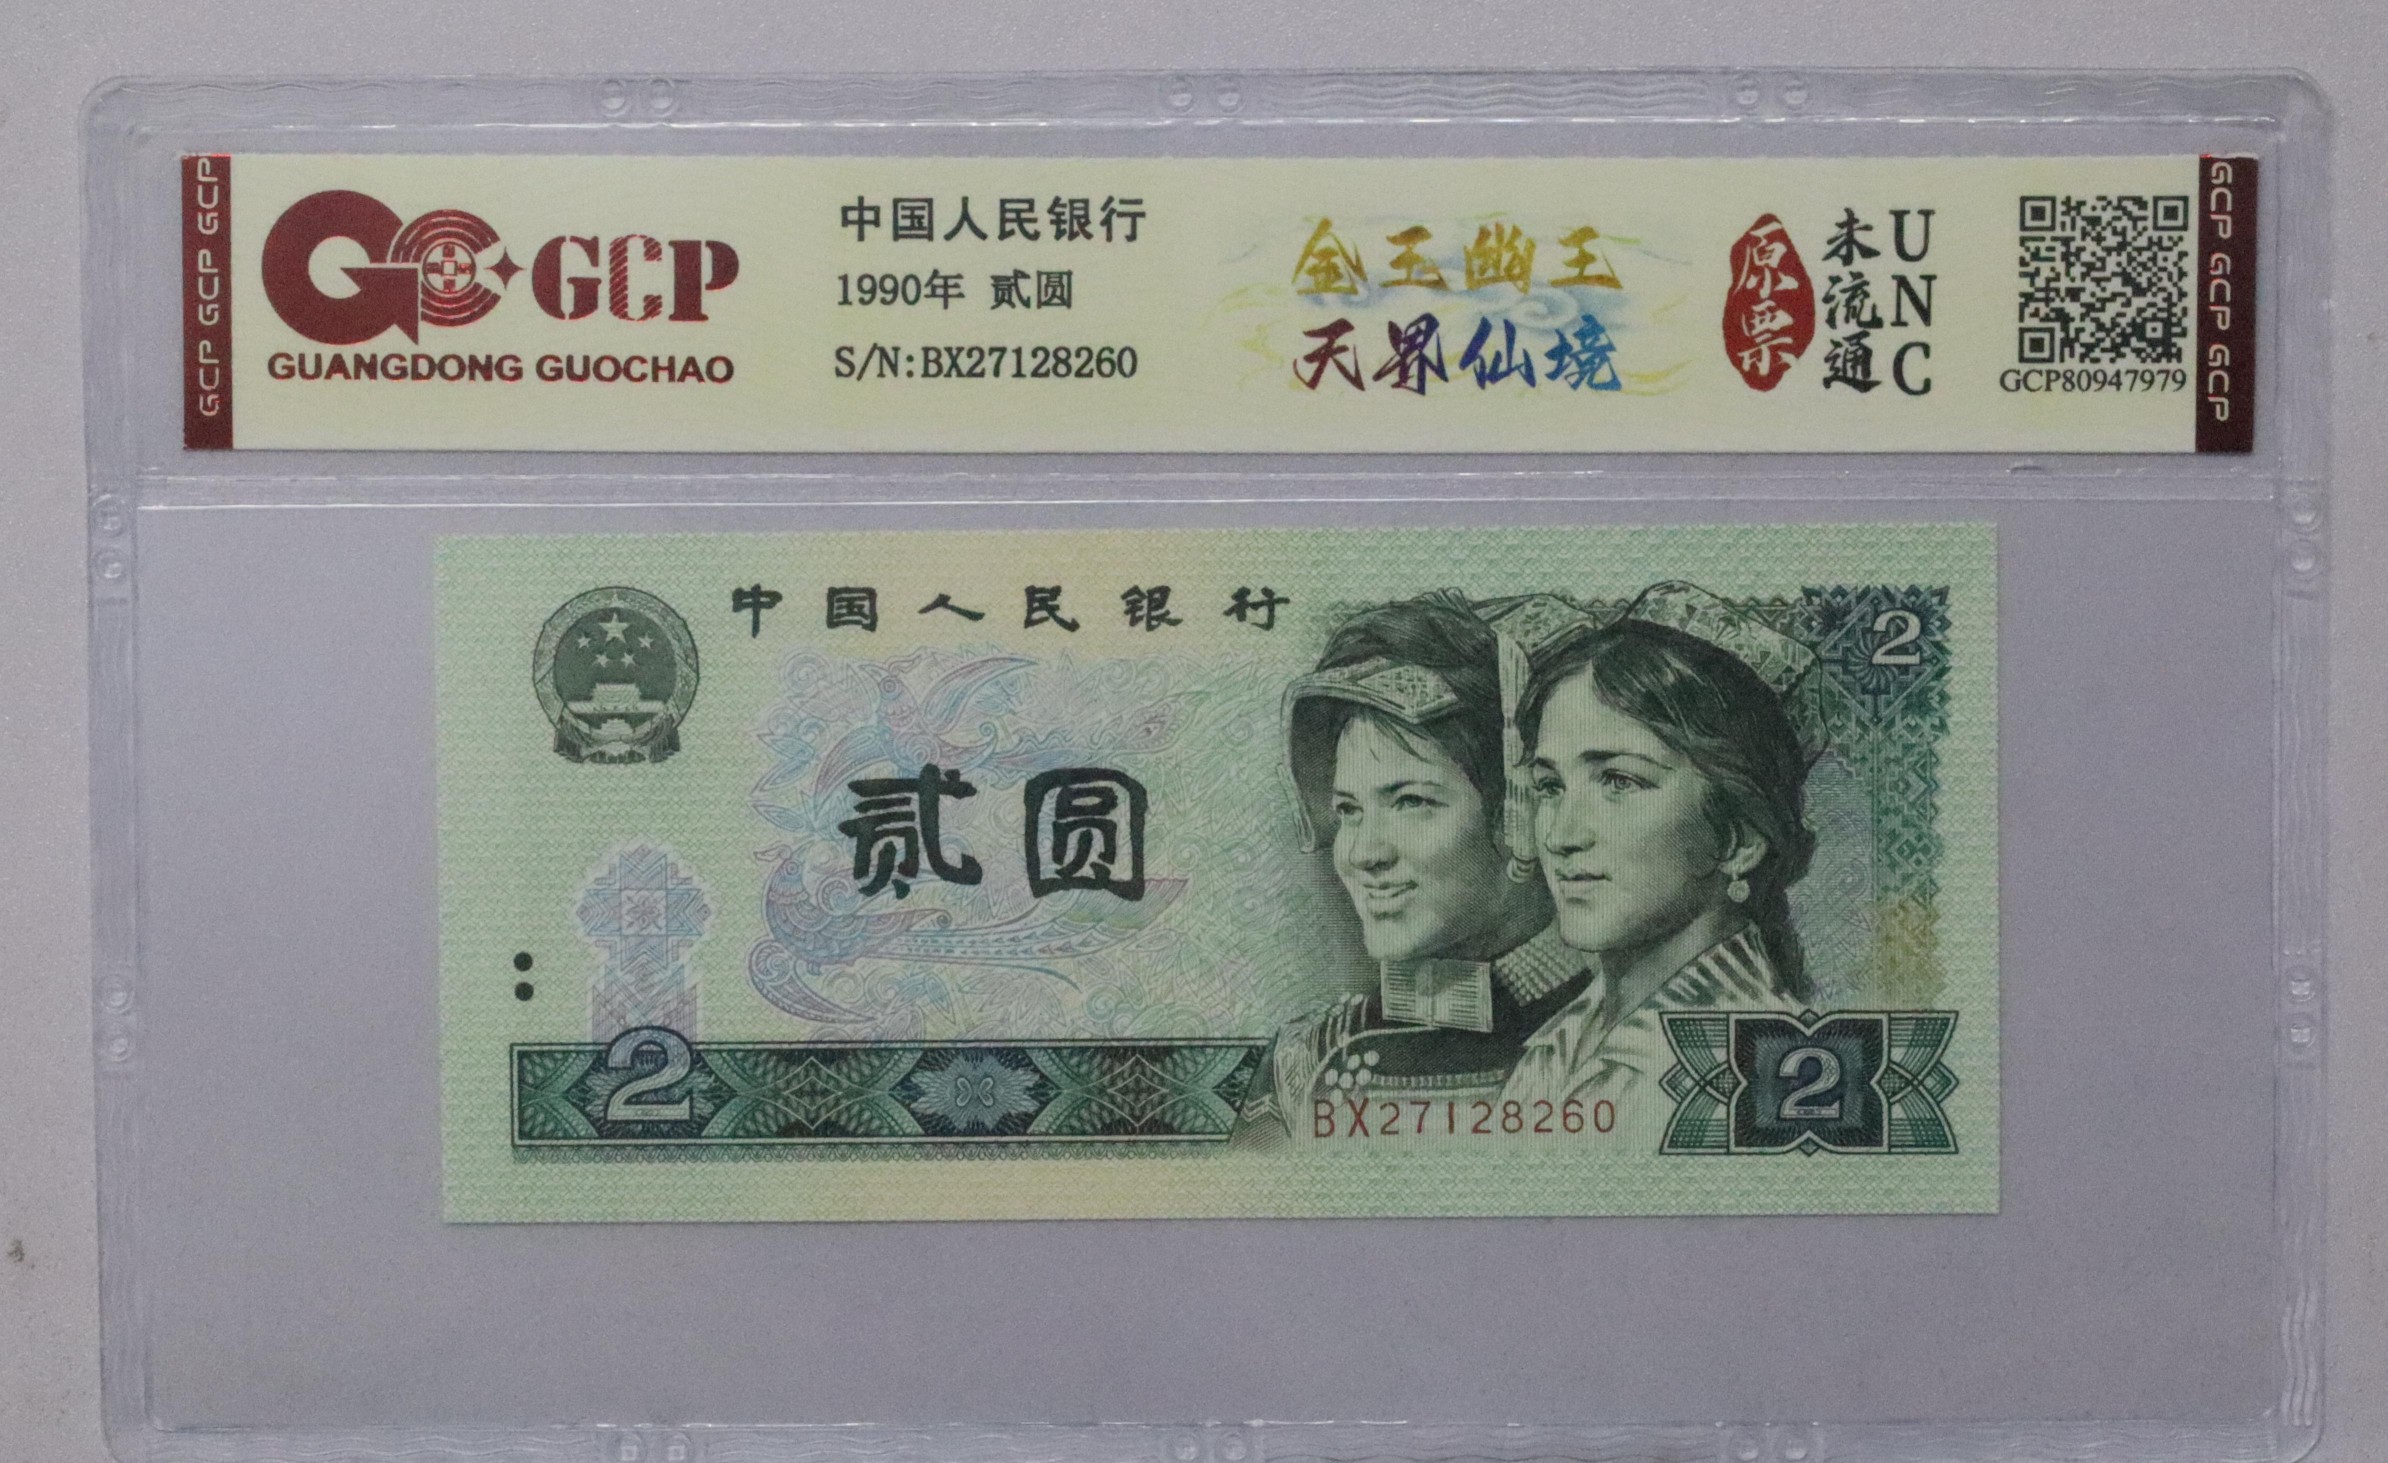 GCP GCP GCP
GCP
GUANGDONG GUOCHAO
中国人民银行
1990年 贰圆
S/N:BX27128260
金玉幽王
天界仙境
原票
未流通
UNC
GCP80947979
GCP GCP GCP
中国人民银行
2
贰圆
2
BX27128260
2